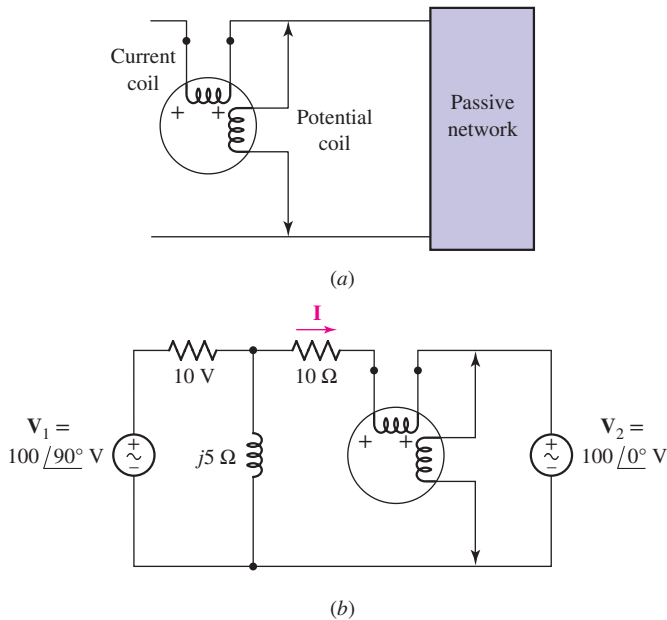 Current
coil
+ +
Potential
coil
Passive
network
(a)
I
10 V
10 Ω
V₁ =
100 /90° V
+
−
j5 Ω
+ +
+
−
V₂ =
100 /0° V
(b)